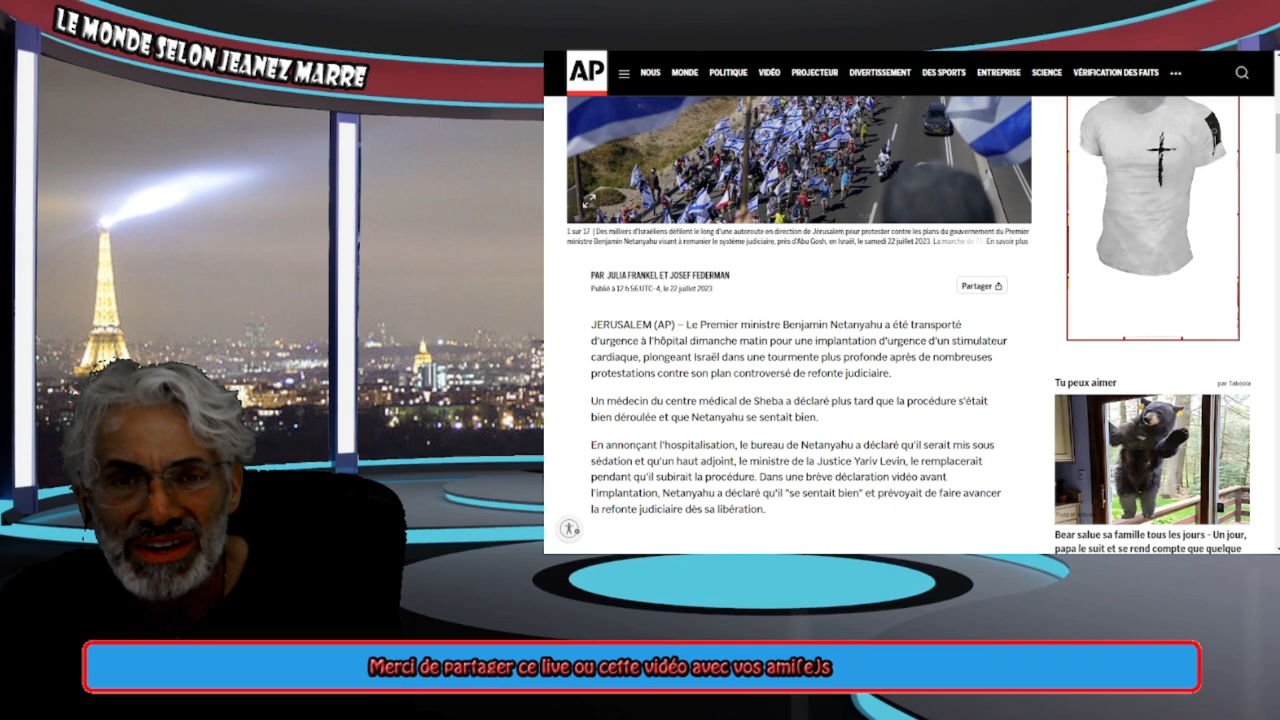 LE MONDE SELON JEANEZ MARRE
AP
NOUS MONDE POLITIQUE VIDÉO PROJECTEUR DIVERTISSEMENT DES SPORTS ENTREPRISE SCIENCE VÉRIFICATION DES FAITS
1 sur 17 | Des milliers d'Israéliens défilent le long d'une autoroute en direction de Jérusalem pour protester contre les plans du gouvernement du Premier
ministre Benjamin Netanyahu visant à remanier le système judiciaire, près d'Abu Gosh, en Israël, le samedi 22 juillet 2023. La marche de En savoir plus
PAR JULIA FRANKEL ET JOSEF FEDERMAN
Publié à 12 h 56 UTC−4, le 22 juillet 2023
Partager
JERUSALEM (AP) – Le Premier ministre Benjamin Netanyahu a été transporté
d'urgence à l'hôpital dimanche matin pour une implantation d'urgence d'un stimulateur
cardiaque, plongeant Israël dans une tourmente plus profonde après de nombreuses
protestations contre son plan controversé de refonte judiciaire.
Un médecin du centre médical de Sheba a déclaré plus tard que la procédure s'était
bien déroulée et que Netanyahu se sentait bien.
En annonçant l'hospitalisation, le bureau de Netanyahu a déclaré qu'il serait mis sous
sédation et qu'un haut adjoint, le ministre de la Justice Yariv Levin, le remplacerait
pendant qu'il subirait la procédure. Dans une brève déclaration vidéo avant
l'implantation, Netanyahu a déclaré qu'il "se sentait bien" et prévoyait de faire avancer
la refonte judiciaire dès sa libération.
Tu peux aimer
par Taboola
Bear salue sa famille tous les jours - Un jour,
papa le suit et se rend compte que quelque
Merci de partager ce live ou cette vidéo avec vos ami(e)s